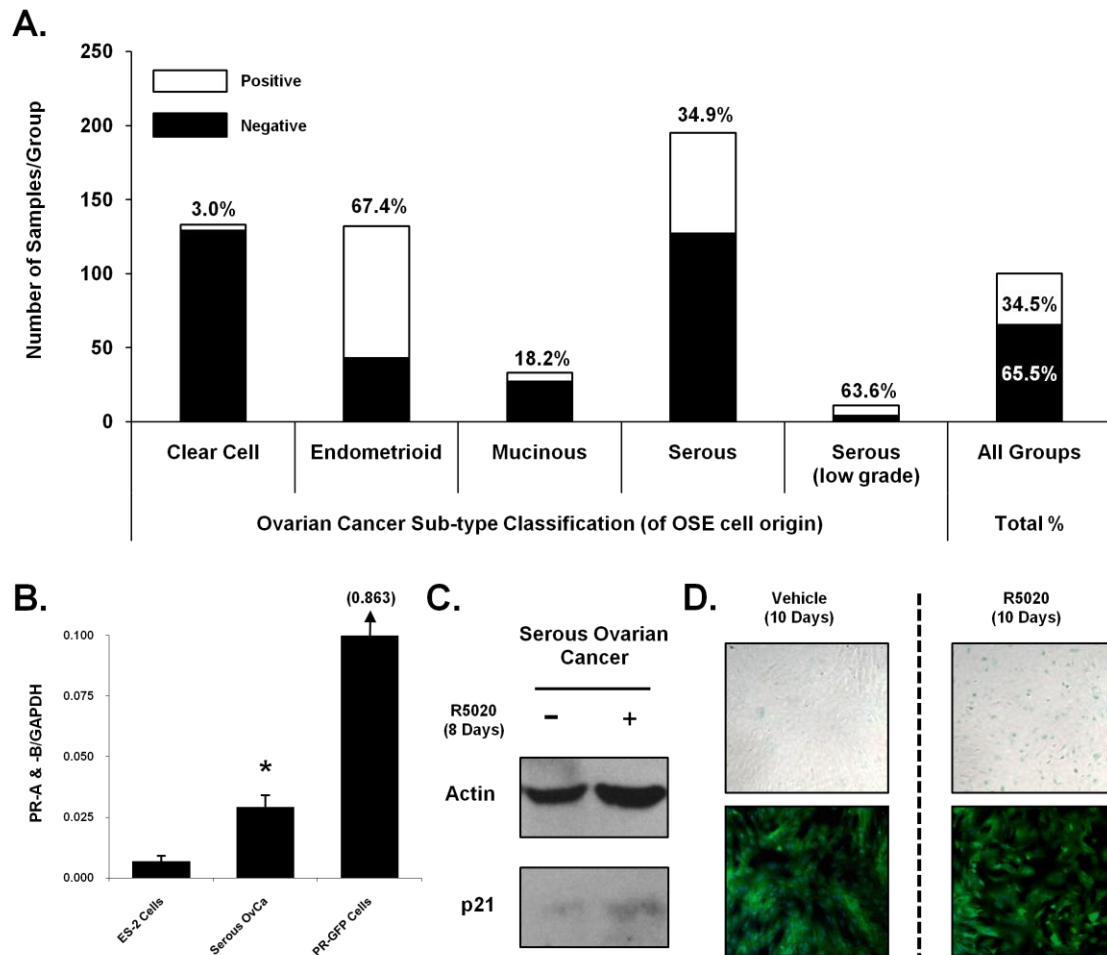 A.
250
200
150
100
50
0
Number of Samples/Group
Positive
Negative
3.0%
67.4%
18.2%
34.9%
63.6%
34.5%
65.5%
Clear Cell
Endometrioid
Mucinous
Serous
Serous
(low grade)
All Groups
Ovarian Cancer Sub-type Classification (of OSE cell origin)
Total %
B.
(0.863)
0.100
0.075
0.050
0.025
0.000
PR-A & -B/GAPDH
*
ES-2 Cells
Serous OvCa
PR-GFP Cells
C.
Serous Ovarian
Cancer
R5020
(8 Days)
- +
Actin
p21
D.
Vehicle
(10 Days)
R5020
(10 Days)